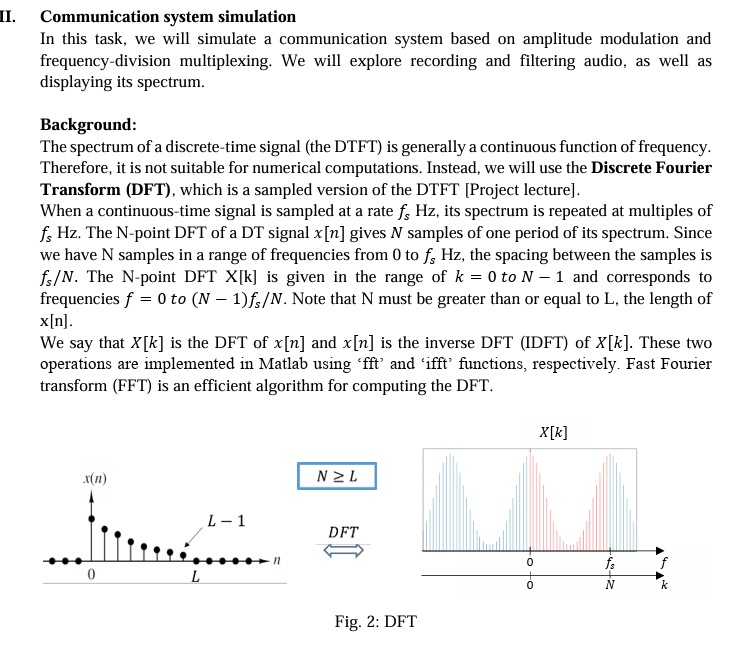 II. Communication system simulation
In this task, we will simulate a communication system based on amplitude modulation and
frequency-division multiplexing. We will explore recording and filtering audio, as well as
displaying its spectrum.
Background:
The spectrum of a discrete-time signal (the DTFT) is generally a continuous function of frequency.
Therefore, it is not suitable for numerical computations. Instead, we will use the Discrete Fourier
Transform (DFT), which is a sampled version of the DTFT [Project lecture].
When a continuous-time signal is sampled at a rate fₛ Hz, its spectrum is repeated at multiples of
fₛ Hz. The N-point DFT of a DT signal x[n] gives N samples of one period of its spectrum. Since
we have N samples in a range of frequencies from 0 to fₛ Hz, the spacing between the samples is
fₛ/N. The N-point DFT X[k] is given in the range of k = 0 to N − 1 and corresponds to
frequencies f = 0 to (N − 1)fₛ/N. Note that N must be greater than or equal to L, the length of
x[n].
We say that X[k] is the DFT of x[n] and x[n] is the inverse DFT (IDFT) of X[k]. These two
operations are implemented in Matlab using ‘fft’ and ‘ifft’ functions, respectively. Fast Fourier
transform (FFT) is an efficient algorithm for computing the DFT.
x(n)
L − 1
n
0
L
N ≥ L
DFT
X[k]
0 fₛ f
0 N k
Fig. 2: DFT